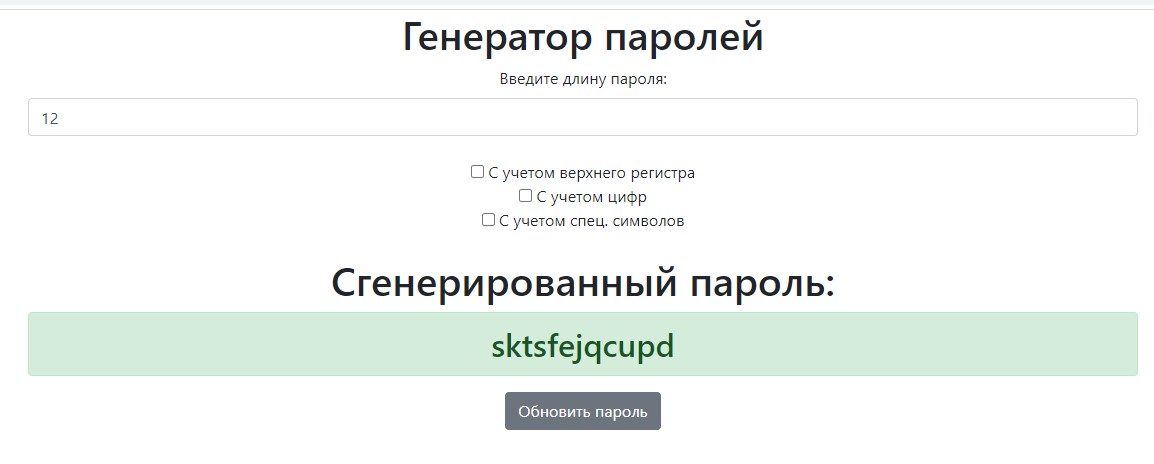 Генератор паролей
Введите длину пароля:
12
С учетом верхнего регистра
С учетом цифр
С учетом спец. символов
Сгенерированный пароль:
sktsfejqcupd
Обновить пароль